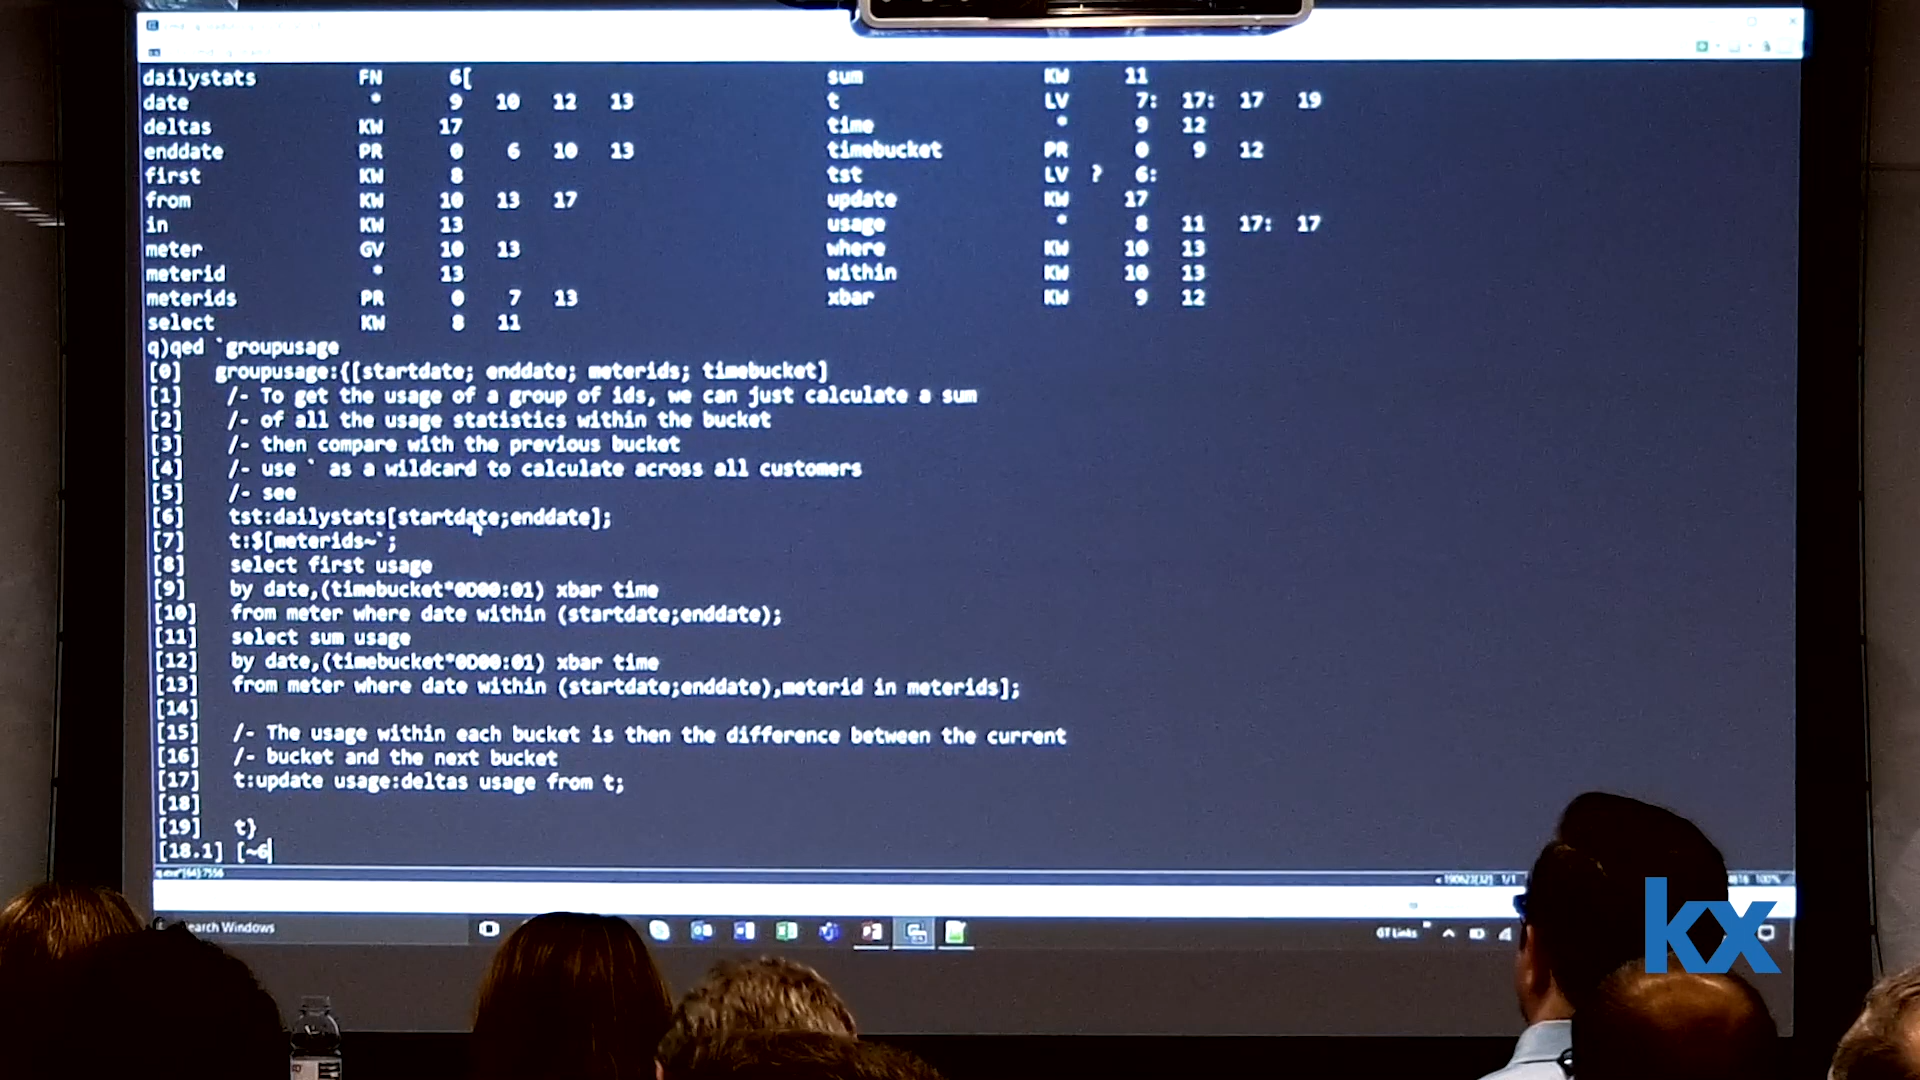 dailystats FN 6[ sum KW 11
date * 9 10 12 13 t LV 7: 17: 17 19
deltas KW 17 time * 9 12
enddate PR 0 6 10 13 timebucket PR 0 9 12
first KW 8 tst LV ? 6:
from KW 10 13 17 update KW 17
in KW 13 usage * 8 11 17: 17
meter GV 10 13 where KW 10 13
meterid * 13 within KW 10 13
meterids PR 0 7 13 xbar KW 9 12
select KW 8 11
q)qed `groupusage
[0] groupusage:{[startdate; enddate; meterids; timebucket]
[1] /- To get the usage of a group of ids, we can just calculate a sum
[2] /- of all the usage statistics within the bucket
[3] /- then compare with the previous bucket
[4] /- use ` as a wildcard to calculate across all customers
[5] /- see
[6] tst:dailystats[startdate;enddate];
[7] t:$[meterids~`;
[8] select first usage
[9] by date,(timebucket*0D00:01) xbar time
[10] from meter where date within (startdate;enddate);
[11] select sum usage
[12] by date,(timebucket*0D00:01) xbar time
[13] from meter where date within (startdate;enddate),meterid in meterids];
[14]
[15] /- The usage within each bucket is then the difference between the current
[16] /- bucket and the next bucket
[17] t:update usage:deltas usage from t;
[18]
[19] t}
[18.1] [~6
q.exe*[64]:7556 1/1 100%
earch Windows
GT Links
kx